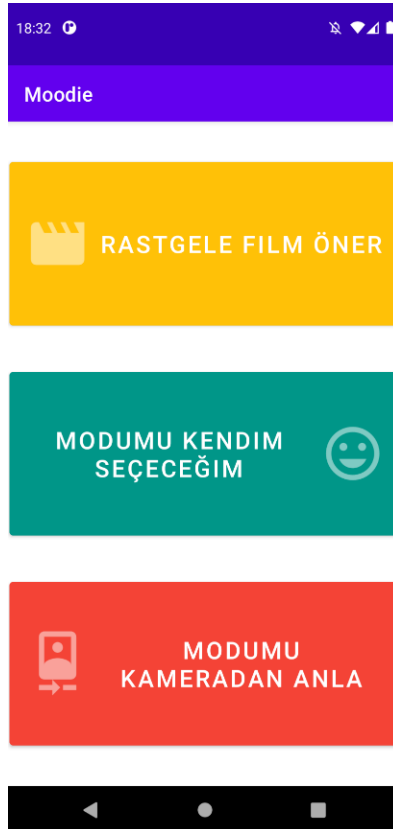 18:32
Moodie
RASTGELE FILM ÖNER
MODUMU KENDIM
SEÇECEĞIM
MODUMU
KAMERADAN ANLA